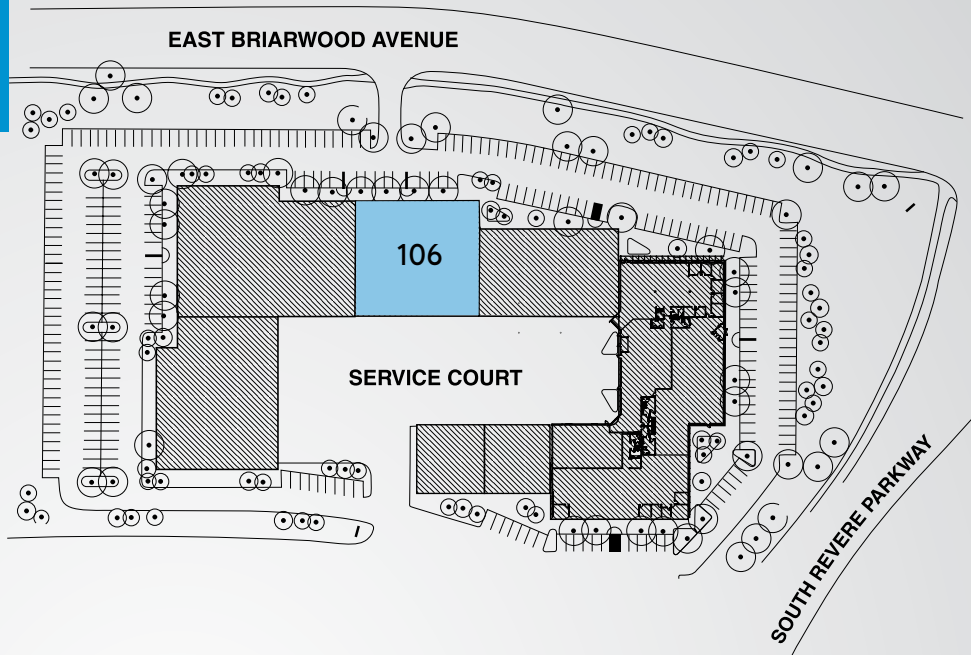 EAST BRIARWOOD AVENUE
106
SERVICE COURT
SOUTH REVERE PARKWAY